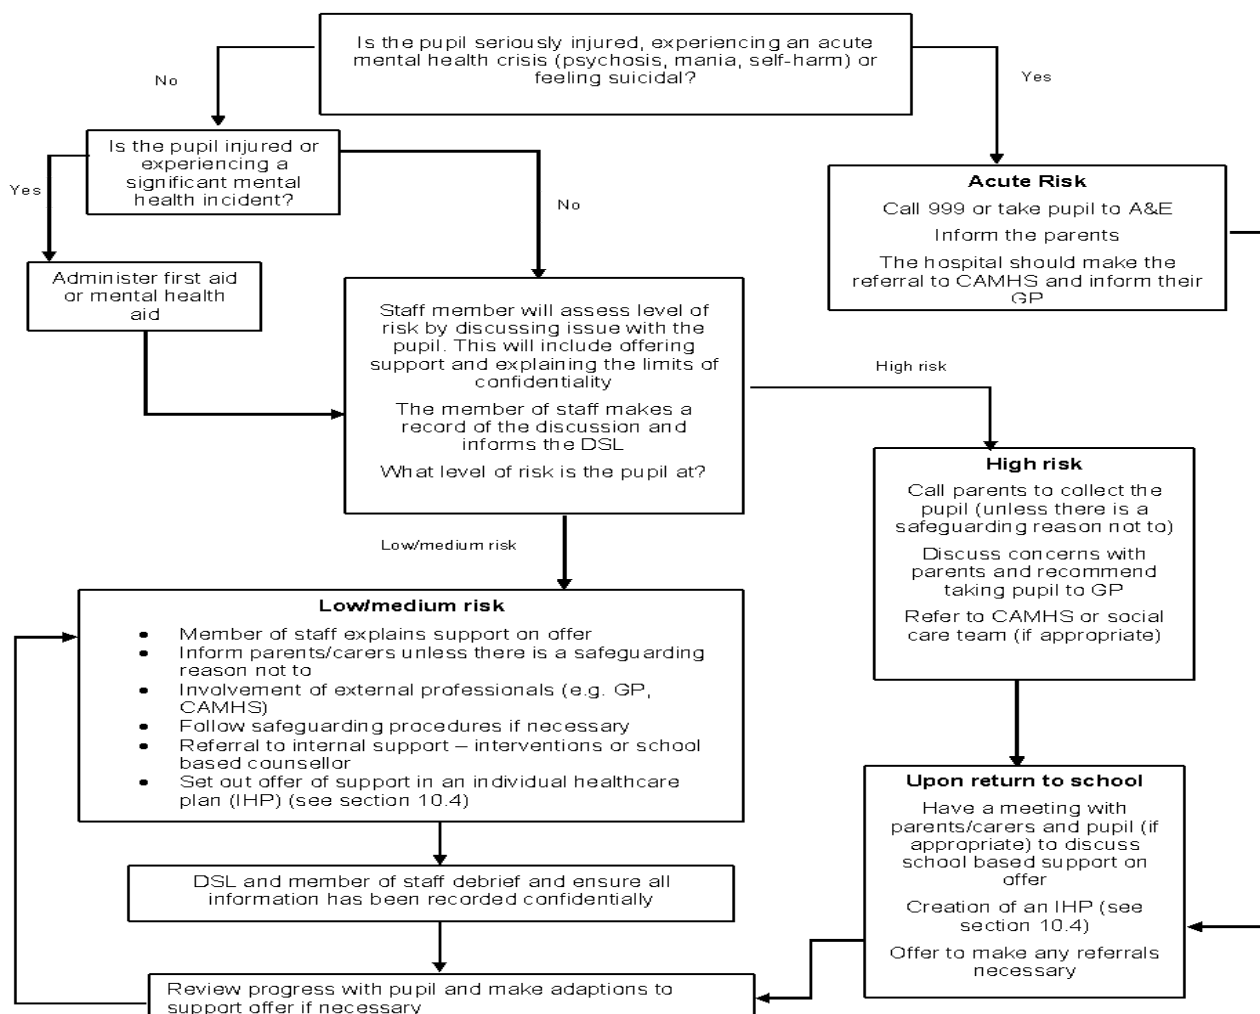 Is the pupil seriously injured, experiencing an acute
mental health crisis (psychosis, mania, self-harm) or
feeling suicidal?
No
Yes
Is the pupil injured or
experiencing a
significant mental
health incident?
Yes
No
Acute Risk
Call 999 or take pupil to A&E
Inform the parents
The hospital should make the
referral to CAMHS and inform their
GP
Administer first aid
or mental health
aid
Staff member will assess level of
risk by discussing issue with the
pupil. This will include offering
support and explaining the limits of
confidentiality
The member of staff makes a
record of the discussion and
informs the DSL
What level of risk is the pupil at?
High risk
High risk
Call parents to collect the
pupil (unless there is a
safeguarding reason not to)
Discuss concerns with
parents and recommend
taking pupil to GP
Refer to CAMHS or social
care team (if appropriate)
Low/medium risk
Low/medium risk
• Member of staff explains support on offer
• Inform parents/carers unless there is a safeguarding
reason not to
• Involvement of external professionals (e.g. GP,
CAMHS)
• Follow safeguarding procedures if necessary
• Referral to internal support – interventions or school
based counsellor
• Set out offer of support in an individual healthcare
plan (IHP) (see section 10.4)
Upon return to school
Have a meeting with
parents/carers and pupil (if
appropriate) to discuss
school based support on
offer
Creation of an IHP (see
section 10.4)
Offer to make any referrals
necessary
DSL and member of staff debrief and ensure all
information has been recorded confidentially
Review progress with pupil and make adaptions to
support offer if necessary